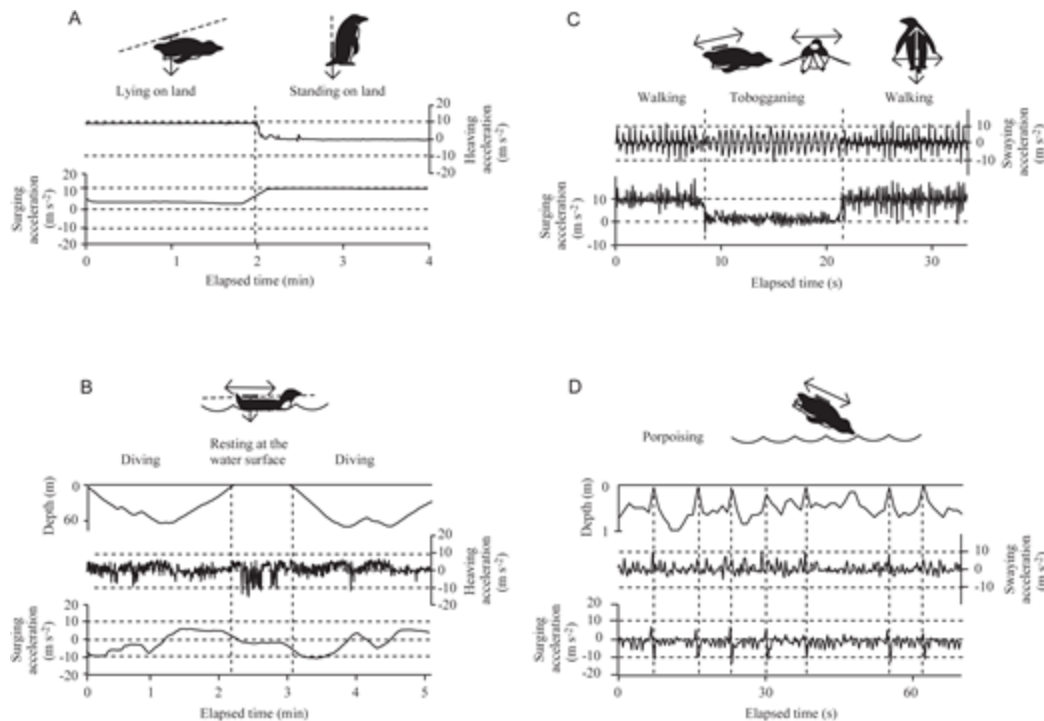 A
Lying on land
Standing on land
20
10
0
-10
-20
Heaving
acceleration
(m s-2)
20
10
0
-10
-20
Surging
acceleration
(m s-2)
0
1
2
3
4
Elapsed time (min)
C
Walking
Tobogganing
Walking
10
0
-10
Swaying
acceleration
(m s-2)
20
10
0
-10
Surging
acceleration
(m s-2)
0
10
20
30
Elapsed time (s)
B
Resting at the
Diving
water surface
Diving
0
60
Depth (m)
20
10
0
-10
-20
Heaving
acceleration
(m s-2)
20
10
0
-10
-20
Surging
acceleration
(m s-2)
0
1
2
3
4
5
Elapsed time (min)
D
Porpoising
0
1
Depth (m)
10
0
-10
Swaying
acceleration
(m s-2)
20
10
0
-10
-20
Surging
acceleration
(m s-2)
0
30
60
Elapsed time (s)